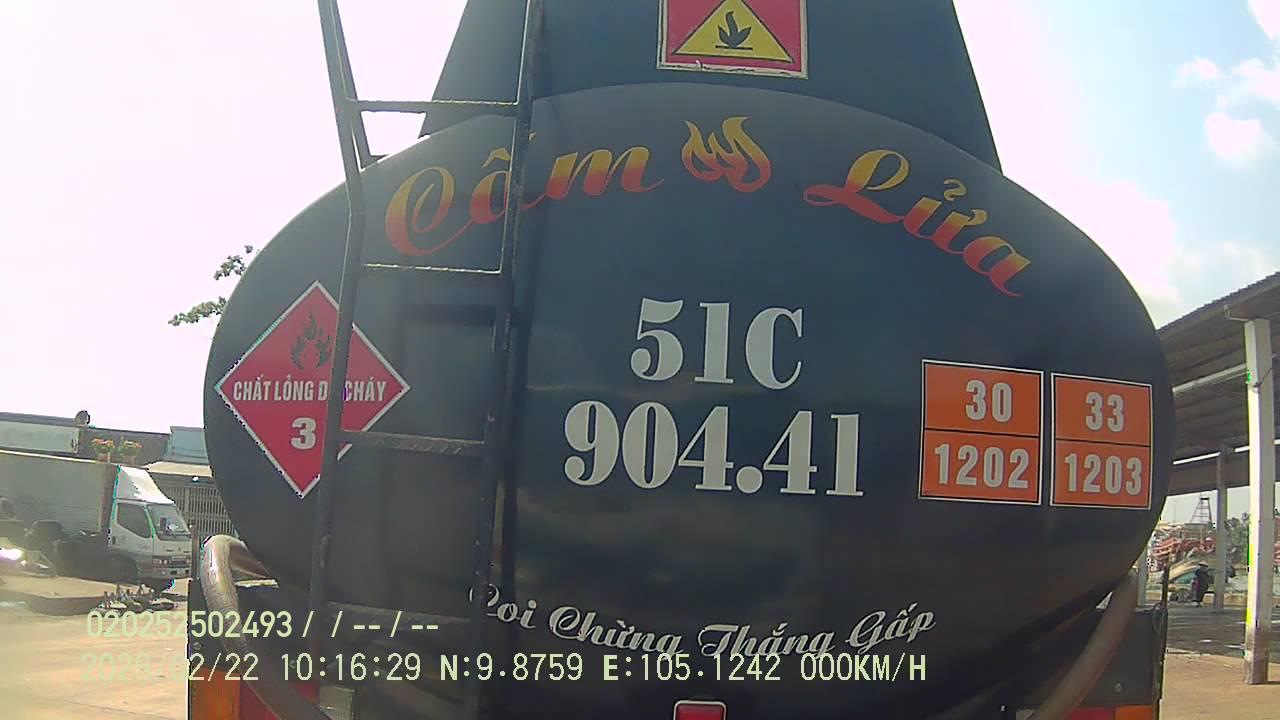 Cấm Lửa
51C
904.41
CHẤT LỎNG DỄ CHÁY
3
30
1202
33
1203
Coi Chừng Thắng Gấp
020252502493 / / -- / --
2026/02/22 10:16:29 N:9.8759 E:105.1242 000KM/H